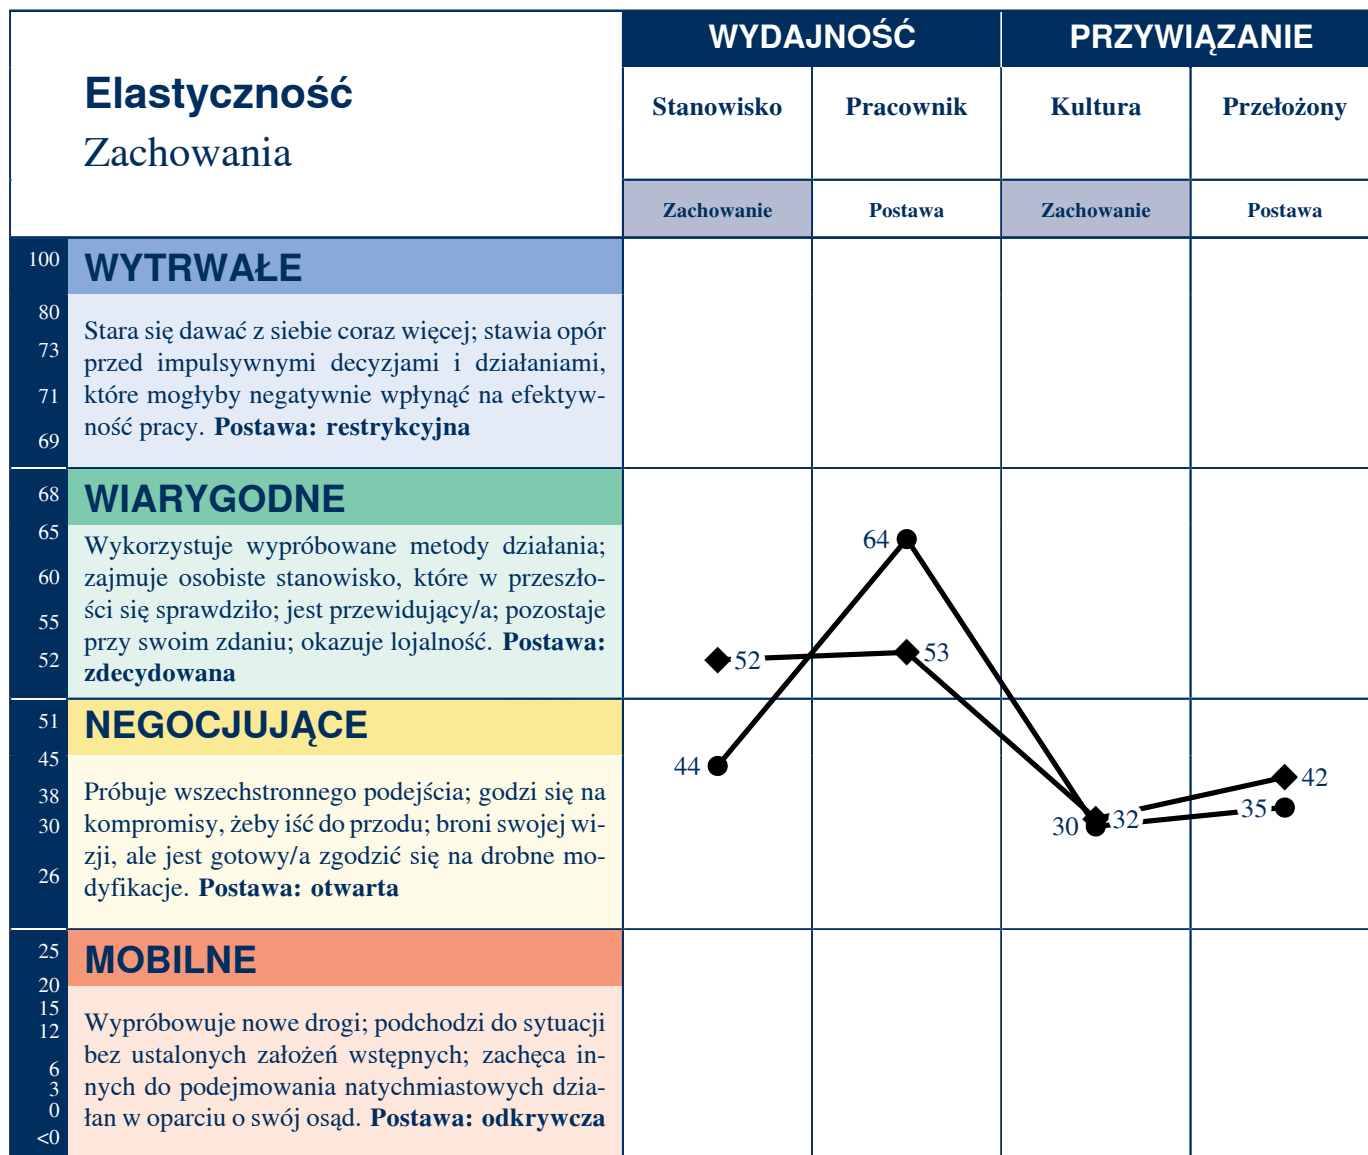 WYDAJNOŚĆ PRZYWIĄZANIE
Elastyczność
Zachowania
Stanowisko Pracownik Kultura Przełożony
Zachowanie Postawa Zachowanie Postawa
100 WYTRWAŁE
80
73
71
69
Stara się dawać z siebie coraz więcej; stawia opór
przed impulsywnymi decyzjami i działaniami,
które mogłyby negatywnie wpłynąć na efektyw-
ność pracy. Postawa: restrykcyjna
68 WIARYGODNE
65
60
55
52
Wykorzystuje wypróbowane metody działania;
zajmuje osobiste stanowisko, które w przeszło-
ści się sprawdziło; jest przewidujący/a; pozostaje
przy swoim zdaniu; okazuje lojalność. Postawa:
zdecydowana
64
52 53
51 NEGOCJUJĄCE
45
38
30
26
Próbuje wszechstronnego podejścia; godzi się na
kompromisy, żeby iść do przodu; broni swojej wi-
zji, ale jest gotowy/a zgodzić się na drobne mo-
dyfikacje. Postawa: otwarta
44
42
35
30 32
25 MOBILNE
20
15
12
6
3
0
<0
Wypróbowuje nowe drogi; podchodzi do sytuacji
bez ustalonych założeń wstępnych; zachęca in-
nych do podejmowania natychmiastowych dzia-
łan w oparciu o swój osąd. Postawa: odkrywcza